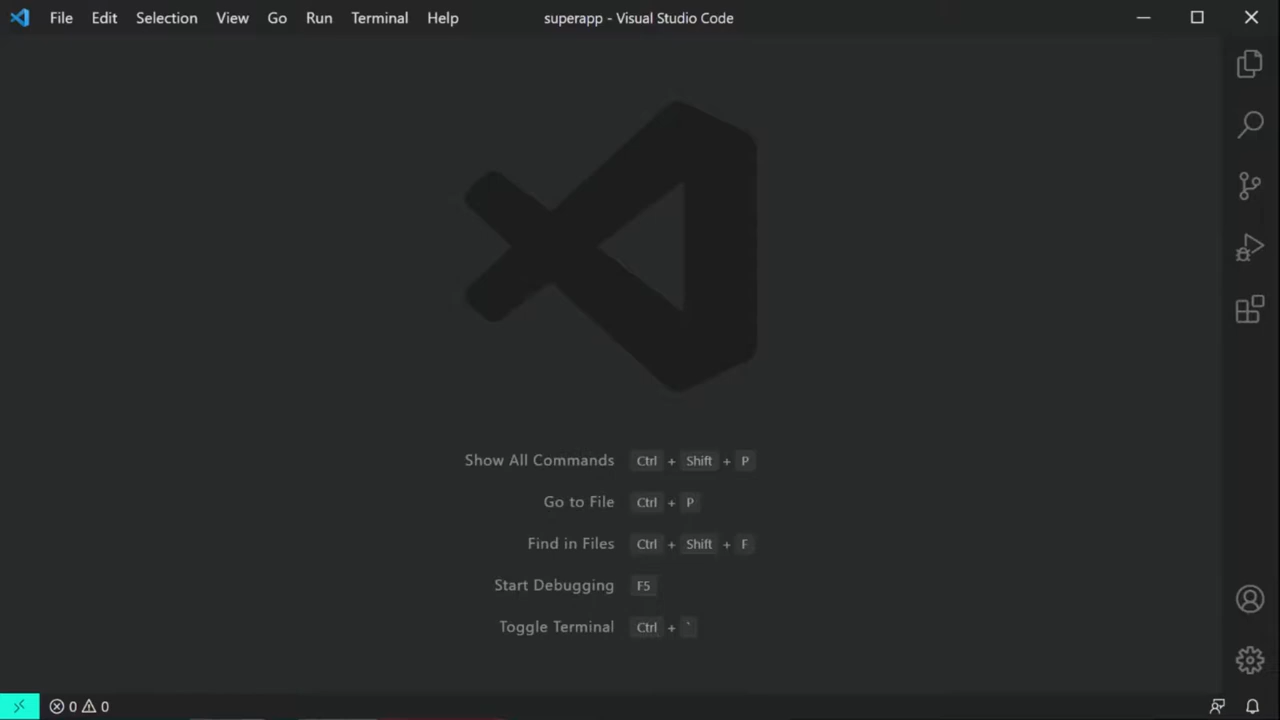 File Edit Selection View Go Run Terminal Help superapp - Visual Studio Code
Show All Commands Ctrl + Shift + P
Go to File Ctrl + P
Find in Files Ctrl + Shift + F
Start Debugging F5
Toggle Terminal Ctrl + `
0 0